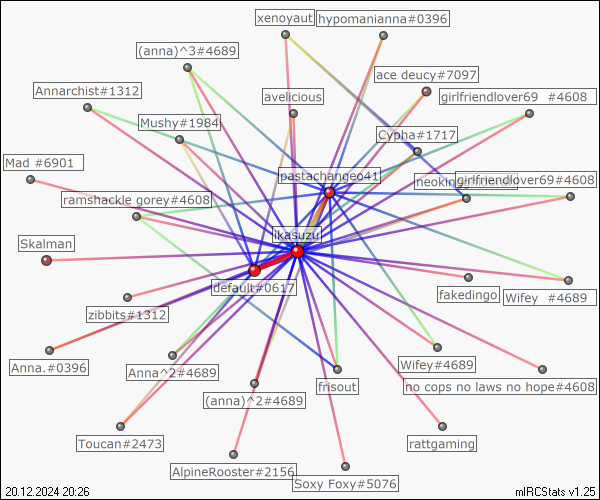 xenoyaut
hypomanianna#0396
(anna)^3#4689
ace deucy#7097
Annarchist#1312
avelicious
girlfriendlover69 #4608
Mushy#1984
Cypha#1717
Mad #6901
pastachangeo41
neokin
girlfriendlover69#4608
ramshackle gorey#4608
ikasuzu
Skalman
default#0617
fakedingo
Wifey #4689
zibbits#1312
Anna.#0396
Anna^2#4689
Wifey#4689
frisout
no cops no laws no hope#4608
(anna)^2#4689
Toucan#2473
rattgaming
AlpineRooster#2156
Soxy Foxy#5076
20.12.2024 20:26
mIRCStats v1.25